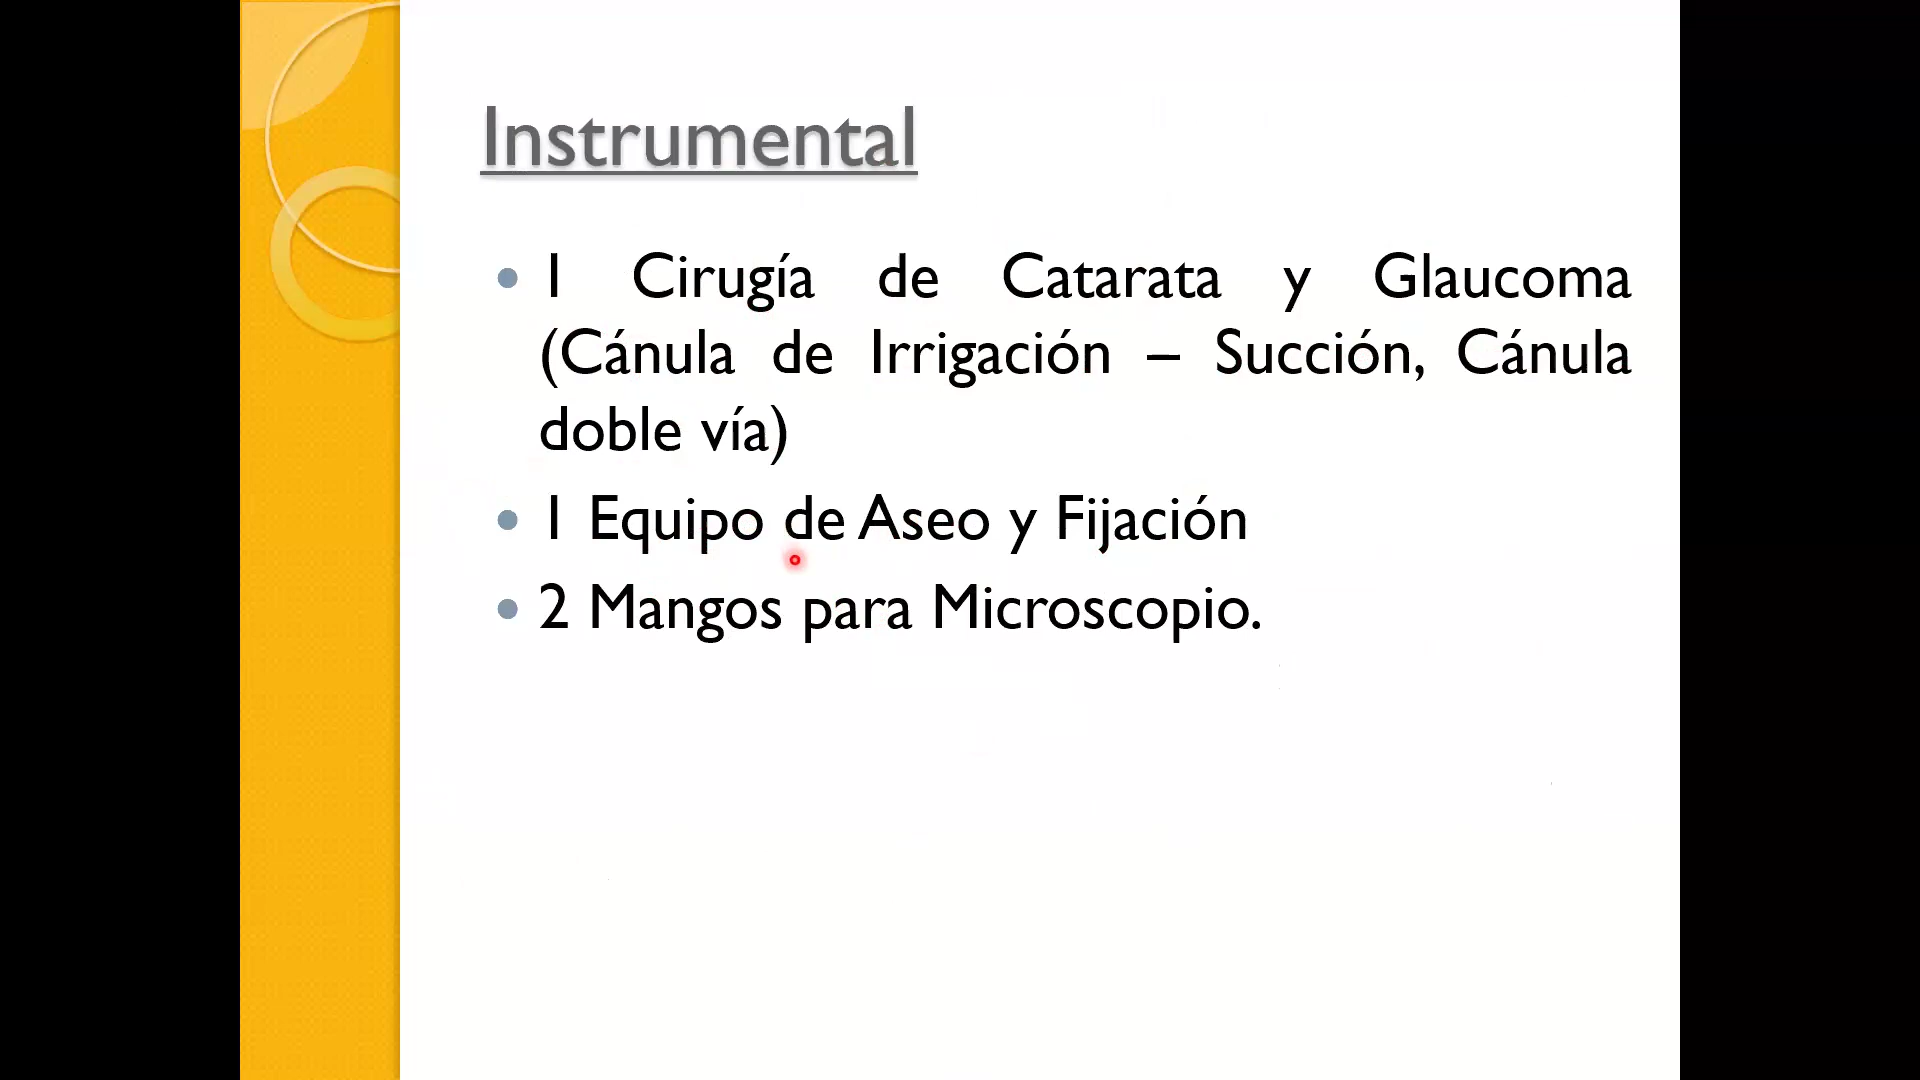 Instrumental
• 1 Cirugía de Catarata y Glaucoma
(Cánula de Irrigación – Succión, Cánula
doble vía)
• 1 Equipo de Aseo y Fijación
• 2 Mangos para Microscopio.